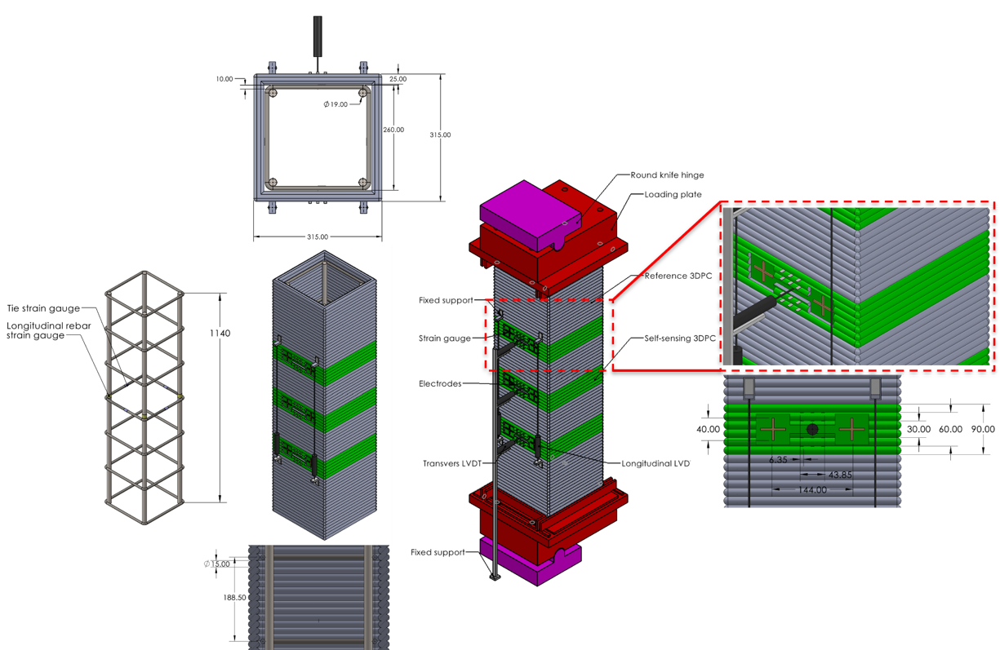 10.00
25.00
Ø19.00
260.00
315.00
315.00
Round knife hinge
Loading plate
Reference 3DPC
Fixed support
Strain gauge
Self-sensing 3DPC
Electrodes
Transvers LVDT
Longitudinal LVD
Fixed support
Tie strain gauge
Longitudinal rebar
strain gauge
1140
Ø15.00
188.50
40.00
30.00
60.00
90.00
6.35
43.85
144.00